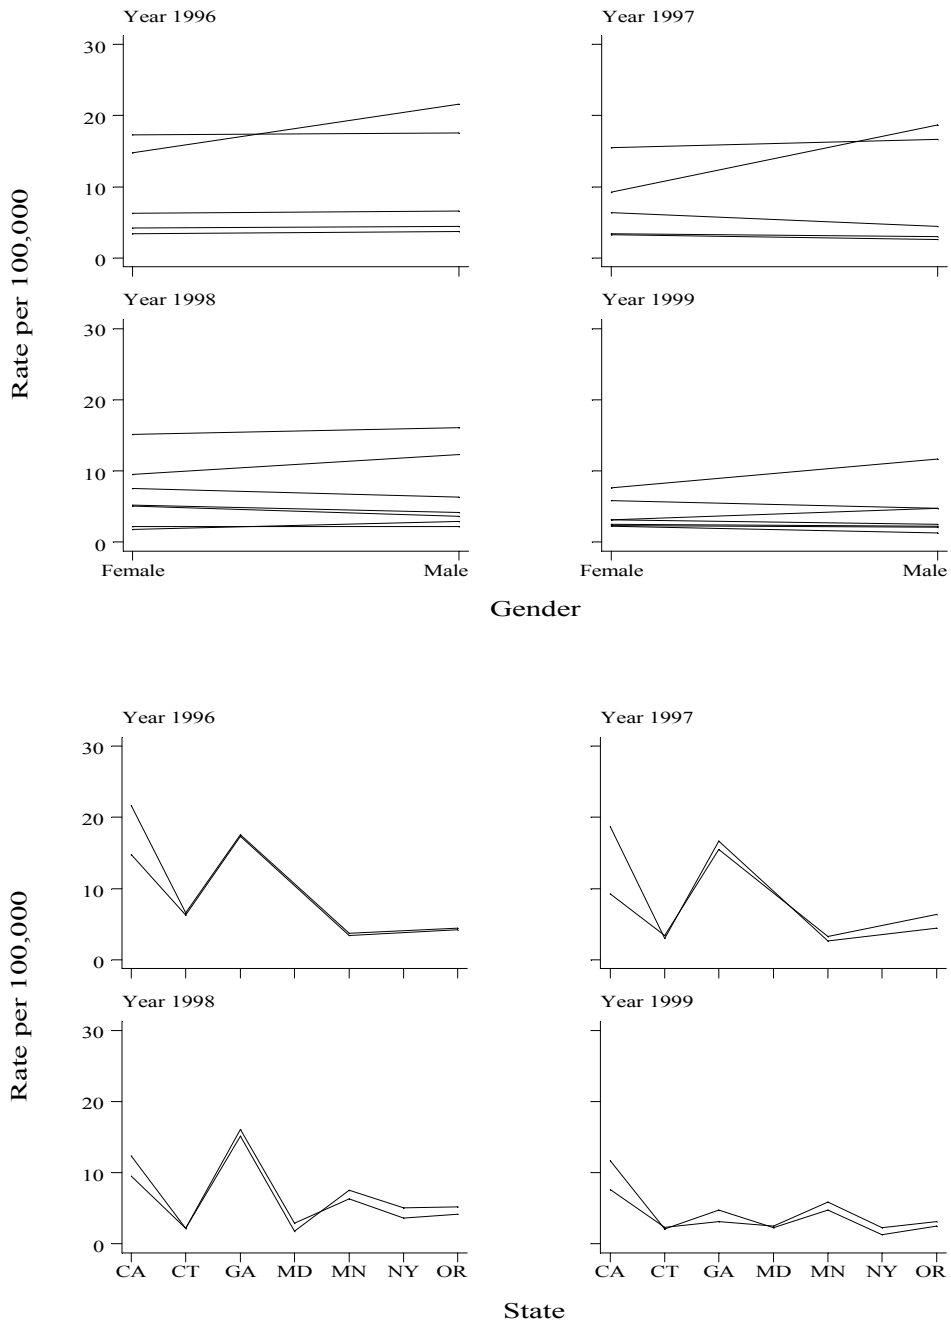 Year 1996
Year 1997
30
20
10
0
Year 1998
Year 1999
30
20
10
0
Female
Male
Female
Male
Gender
Rate per 100,000
Year 1996
Year 1997
30
20
10
0
Year 1998
Year 1999
30
20
10
0
CA CT GA MD MN NY OR
CA CT GA MD MN NY OR
State
Rate per 100,000